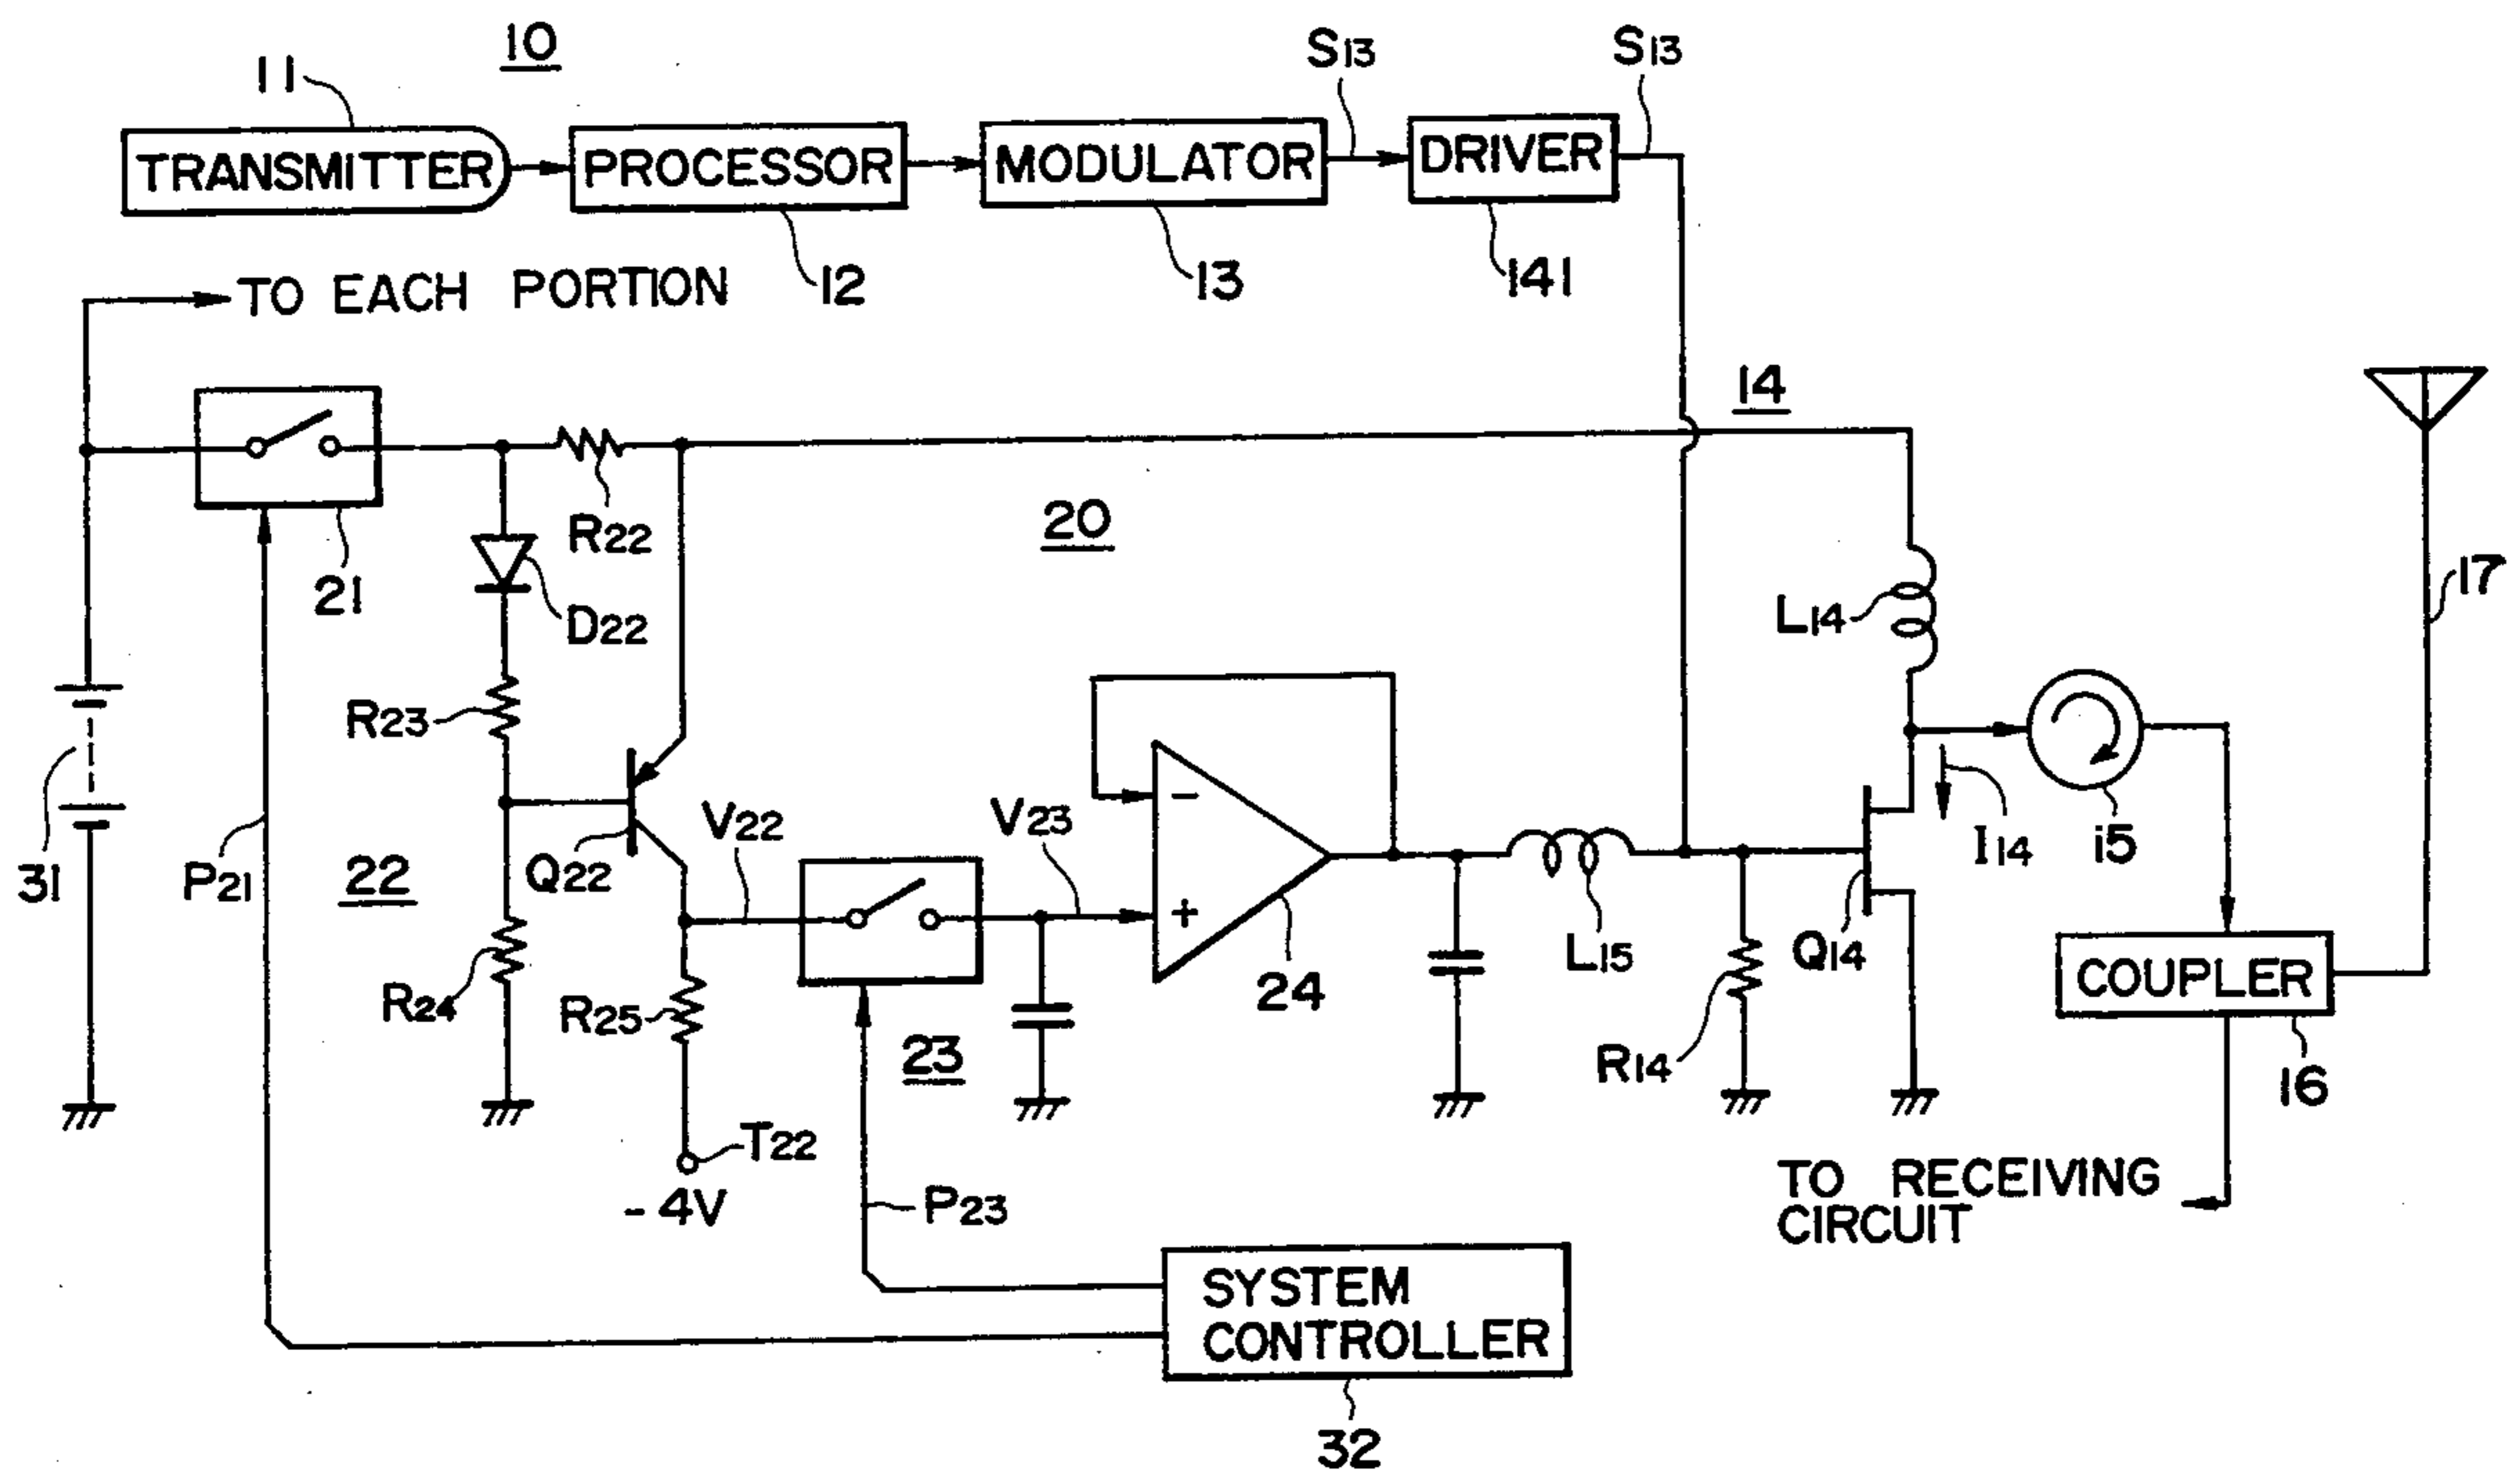 10
11
S13
S13
TRANSMITTER
PROCESSOR
MODULATOR
DRIVER
12
13
141
TO EACH PORTION
14
20
R22
21
D22
L14
17
R23
31
P21
22
Q22
V22
V23
-
+
24
L15
Q14
I14
i5
COUPLER
16
R24
R25
23
R14
T22
-4V
P23
TO RECEIVING
CIRCUIT
SYSTEM
CONTROLLER
32